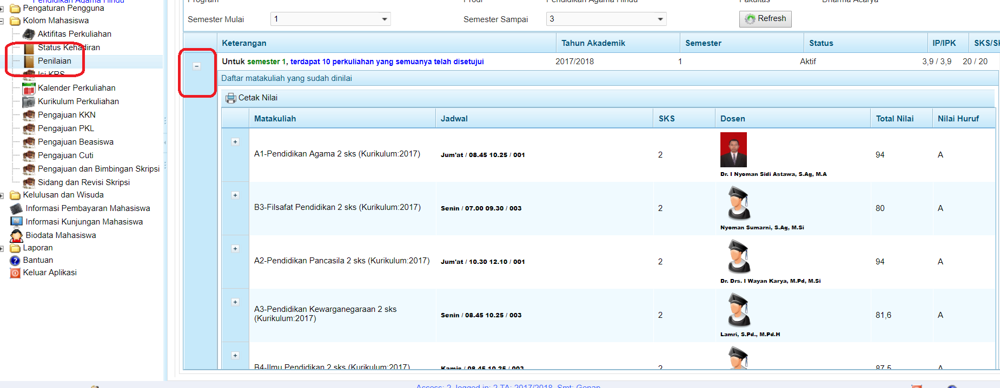 Pendidikan Agama Hindu
Pengaturan Pengguna
Kolom Mahasiswa
Aktifitas Perkuliahan
Status Kehadiran
Penilaian
Isi KRS
Kalender Perkuliahan
Kurikulum Perkuliahan
Pengajuan KKN
Pengajuan PKL
Pengajuan Beasiswa
Pengajuan Cuti
Pengajuan dan Bimbingan Skripsi
Sidang dan Revisi Skripsi
Kelulusan dan Wisuda
Informasi Pembayaran Mahasiswa
Informasi Kunjungan Mahasiswa
Biodata Mahasiswa
Laporan
Bantuan
Keluar Aplikasi
Program Prodi Pendidikan Agama Hindu Fakultas Dharma Acarya
Semester Mulai 1 Semester Sampai 3 Refresh
Keterangan Tahun Akademik Semester Status IP/IPK SKS/SK
Untuk semester 1, terdapat 10 perkuliahan yang semuanya telah disetujui 2017/2018 1 Aktif 3,9 / 3,9 20 / 20
Daftar matakuliah yang sudah dinilai
Cetak Nilai
Matakuliah Jadwal SKS Dosen Total Nilai Nilai Huruf
A1-Pendidikan Agama 2 sks (Kurikulum:2017) Jum'at / 08.45 10.25 / 001 2 94 A
Dr. I Nyoman Sidi Astawa, S.Ag, M.A
B3-Filsafat Pendidikan 2 sks (Kurikulum:2017) Senin / 07.00 09.30 / 003 2 80 A
Nyoman Sumarni, S.Ag, M.Si
A2-Pendidikan Pancasila 2 sks (Kurikulum:2017) Jum'at / 10.30 12.10 / 001 2 94 A
Dr. Drs. I Wayan Karya, M.Pd, M.Si
A3-Pendidikan Kewarganegaraan 2 sks
(Kurikulum:2017) Senin / 08.45 10.25 / 003 2 81,6 A
Lamri, S.Pd., M.Pd.H
B4-Ilmu Pendidikan 2 sks (Kurikulum:2017) Kamis / 08.45 10.25 / 003 2 87,5 A
Access: 2, logged in: 2 TA: 2017/2018, Smt: Genap